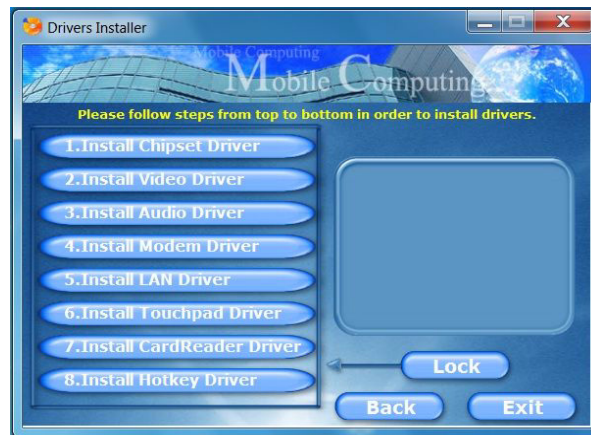 Drivers Installer
Mobile Computing
Mobile Computing
Please follow steps from top to bottom in order to install drivers.
1.Install Chipset Driver
2.Install Video Driver
3.Install Audio Driver
4.Install Modem Driver
5.Install LAN Driver
6.Install Touchpad Driver
7.Install CardReader Driver
8.Install Hotkey Driver
Lock
Back
Exit